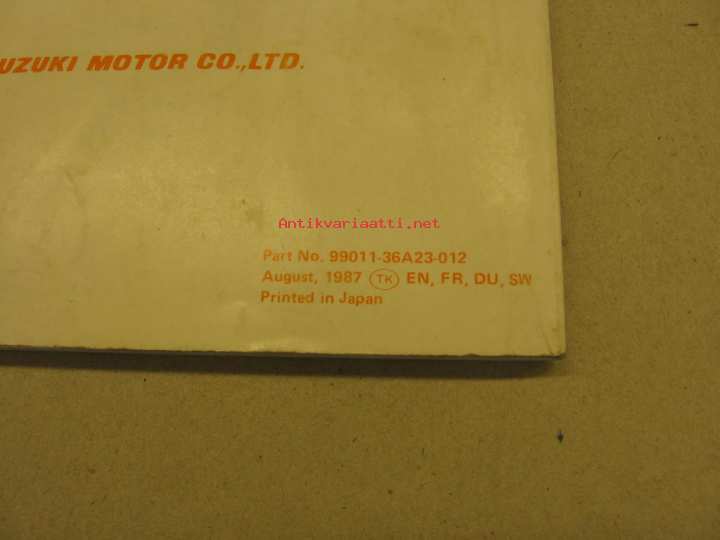 UZUKI MOTOR CO.,LTD.
Antikvariaatti.net
Part No. 99011-36A23-012
August, 1987 TK EN, FR, DU, SW
Printed in Japan